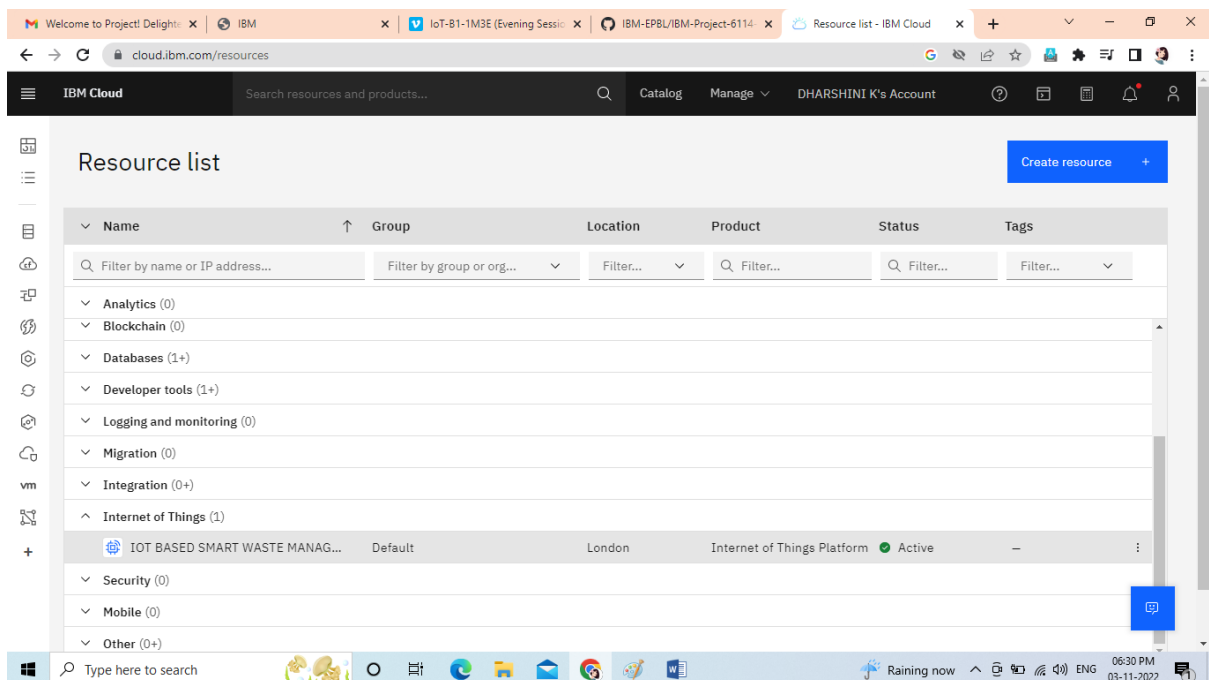 Welcome to Project! Delighte
IBM
IoT-B1-1M3E (Evening Sessio
IBM-EPBL/IBM-Project-6114-
Resource list - IBM Cloud
cloud.ibm.com/resources
IBM Cloud
Search resources and products...
Catalog
Manage
DHARSHINI K's Account
Resource list
Create resource +
Name Group Location Product Status Tags
Filter by name or IP address... Filter by group or org... Filter... Filter... Filter... Filter...
Analytics (0)
Blockchain (0)
Databases (1+)
Developer tools (1+)
Logging and monitoring (0)
Migration (0)
vm
Integration (0+)
Internet of Things (1)
IOT BASED SMART WASTE MANAG... Default London Internet of Things Platform Active –
Security (0)
Mobile (0)
Other (0+)
Type here to search
Raining now
ENG
06:30 PM
03-11-2022